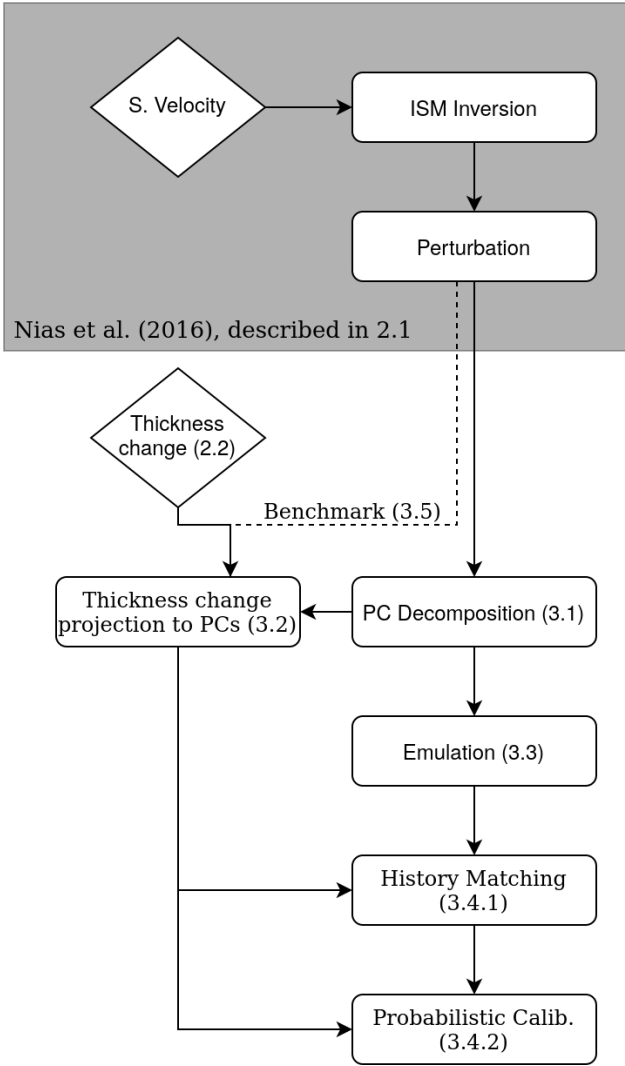 S. Velocity
ISM Inversion
Perturbation
Nias et al. (2016), described in 2.1
Thickness
change (2.2)
Benchmark (3.5)
Thickness change
projection to PCs (3.2)
PC Decomposition (3.1)
Emulation (3.3)
History Matching
(3.4.1)
Probabilistic Calib.
(3.4.2)